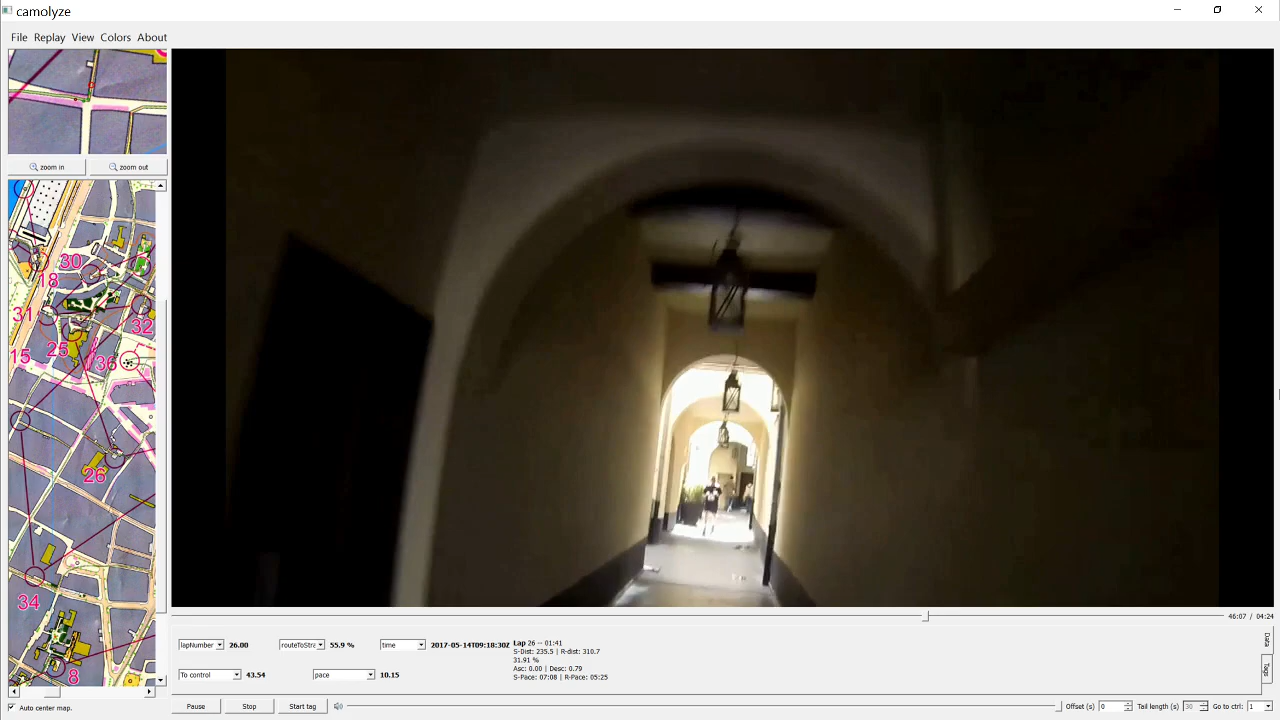 camolyze
File Replay View Colors About
zoom in zoom out
30
18
31
32
25
15
36
26
34
8
46:07 / 04:24
lapNumber 26.00 routeToStra 55.9 % time 2017-05-14T09:18:30Z
Lap 26 -- 01:41
S-Dist: 235.5 | R-dist: 310.7
31.91 %
Asc: 0.00 | Desc: 0.79
S-Pace: 07:08 | R-Pace: 05:25
To control 43.54 pace 10.15
Data
Tags
Auto center map.
Pause Stop Start tag Offset (s) 0 Tail length (s) 30 Go to ctrl: 1